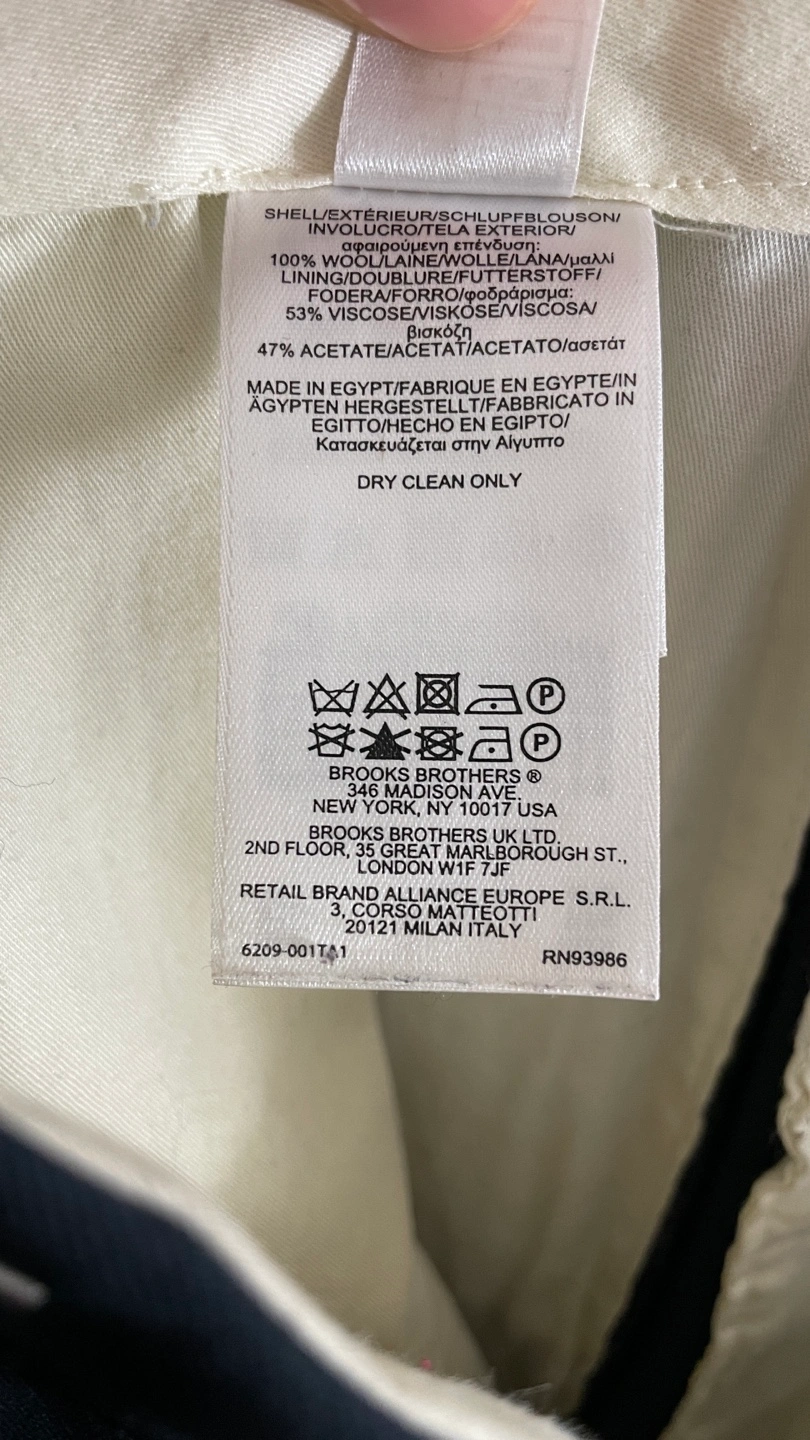 SHELL/EXTÉRIEUR/SCHLUPFBLOUSON/
INVOLUCRO/TELA EXTERIOR/
αφαιρούμενη επένδυση:
100% WOOL/LAINE/WOLLE/LANA/μαλλί
LINING/DOUBLURE/FUTTERSTOFF/
FODERA/FORRO/φοδράρισμα:
53% VISCOSE/VISKOSE/VISCOSA/
βισκόζη
47% ACETATE/ACETAT/ACETATO/ασετάτ
MADE IN EGYPT/FABRIQUE EN EGYPTE/IN
ÄGYPTEN HERGESTELLT/FABBRICATO IN
EGITTO/HECHO EN EGIPTO/
Κατασκευάζεται στην Αίγυπτο
DRY CLEAN ONLY
P
P
BROOKS BROTHERS ®
346 MADISON AVE.
NEW YORK, NY 10017 USA
BROOKS BROTHERS UK LTD.
2ND FLOOR, 35 GREAT MARLBOROUGH ST.,
LONDON W1F 7JF
RETAIL BRAND ALLIANCE EUROPE S.R.L.
3, CORSO MATTEOTTI
20121 MILAN ITALY
6209-001TA1 RN93986